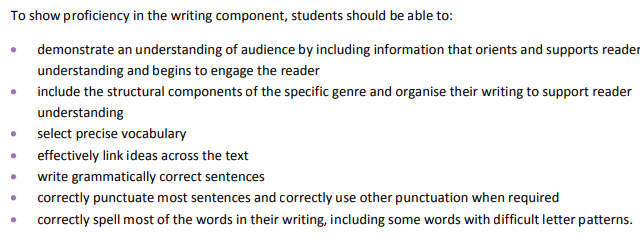 To show proficiency in the writing component, students should be able to:
• demonstrate an understanding of audience by including information that orients and supports reader
understanding and begins to engage the reader
• include the structural components of the specific genre and organise their writing to support reader
understanding
• select precise vocabulary
• effectively link ideas across the text
• write grammatically correct sentences
• correctly punctuate most sentences and correctly use other punctuation when required
• correctly spell most of the words in their writing, including some words with difficult letter patterns.